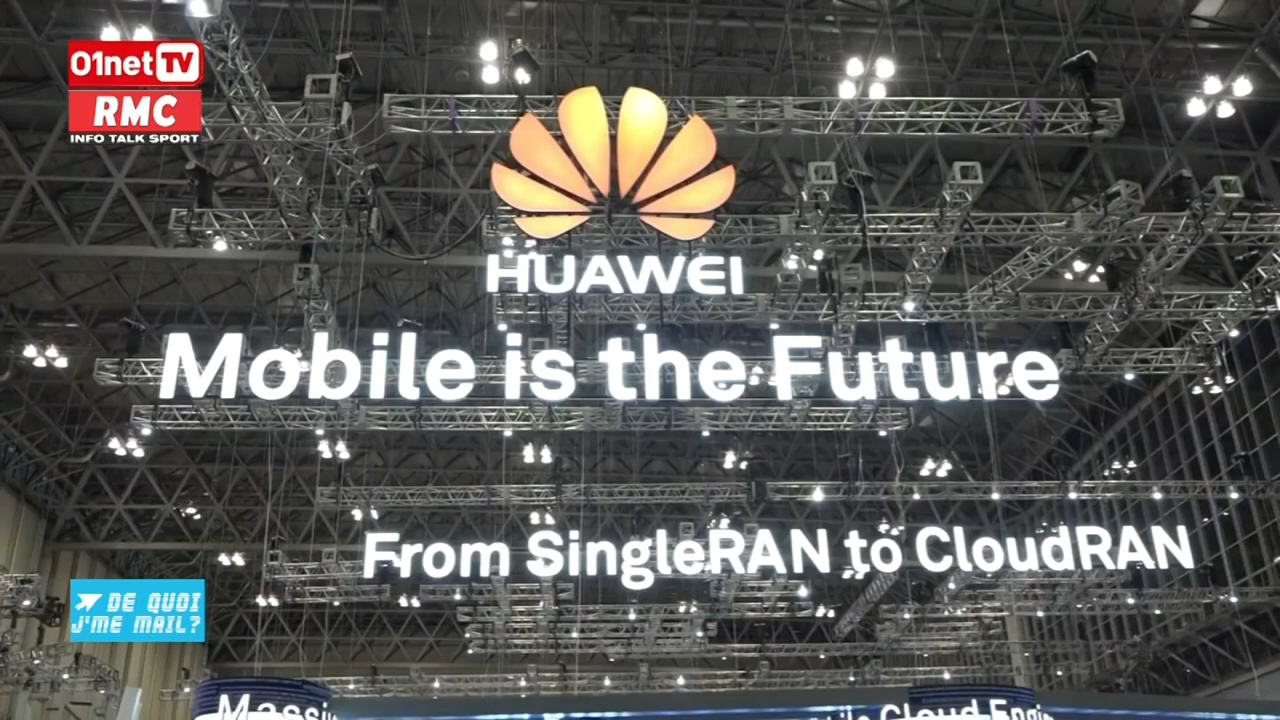 01net TV
RMC
INFO TALK SPORT
HUAWEI
Mobile is the Future
From SingleRAN to CloudRAN
DE QUOI
J'ME MAIL?
Cloud